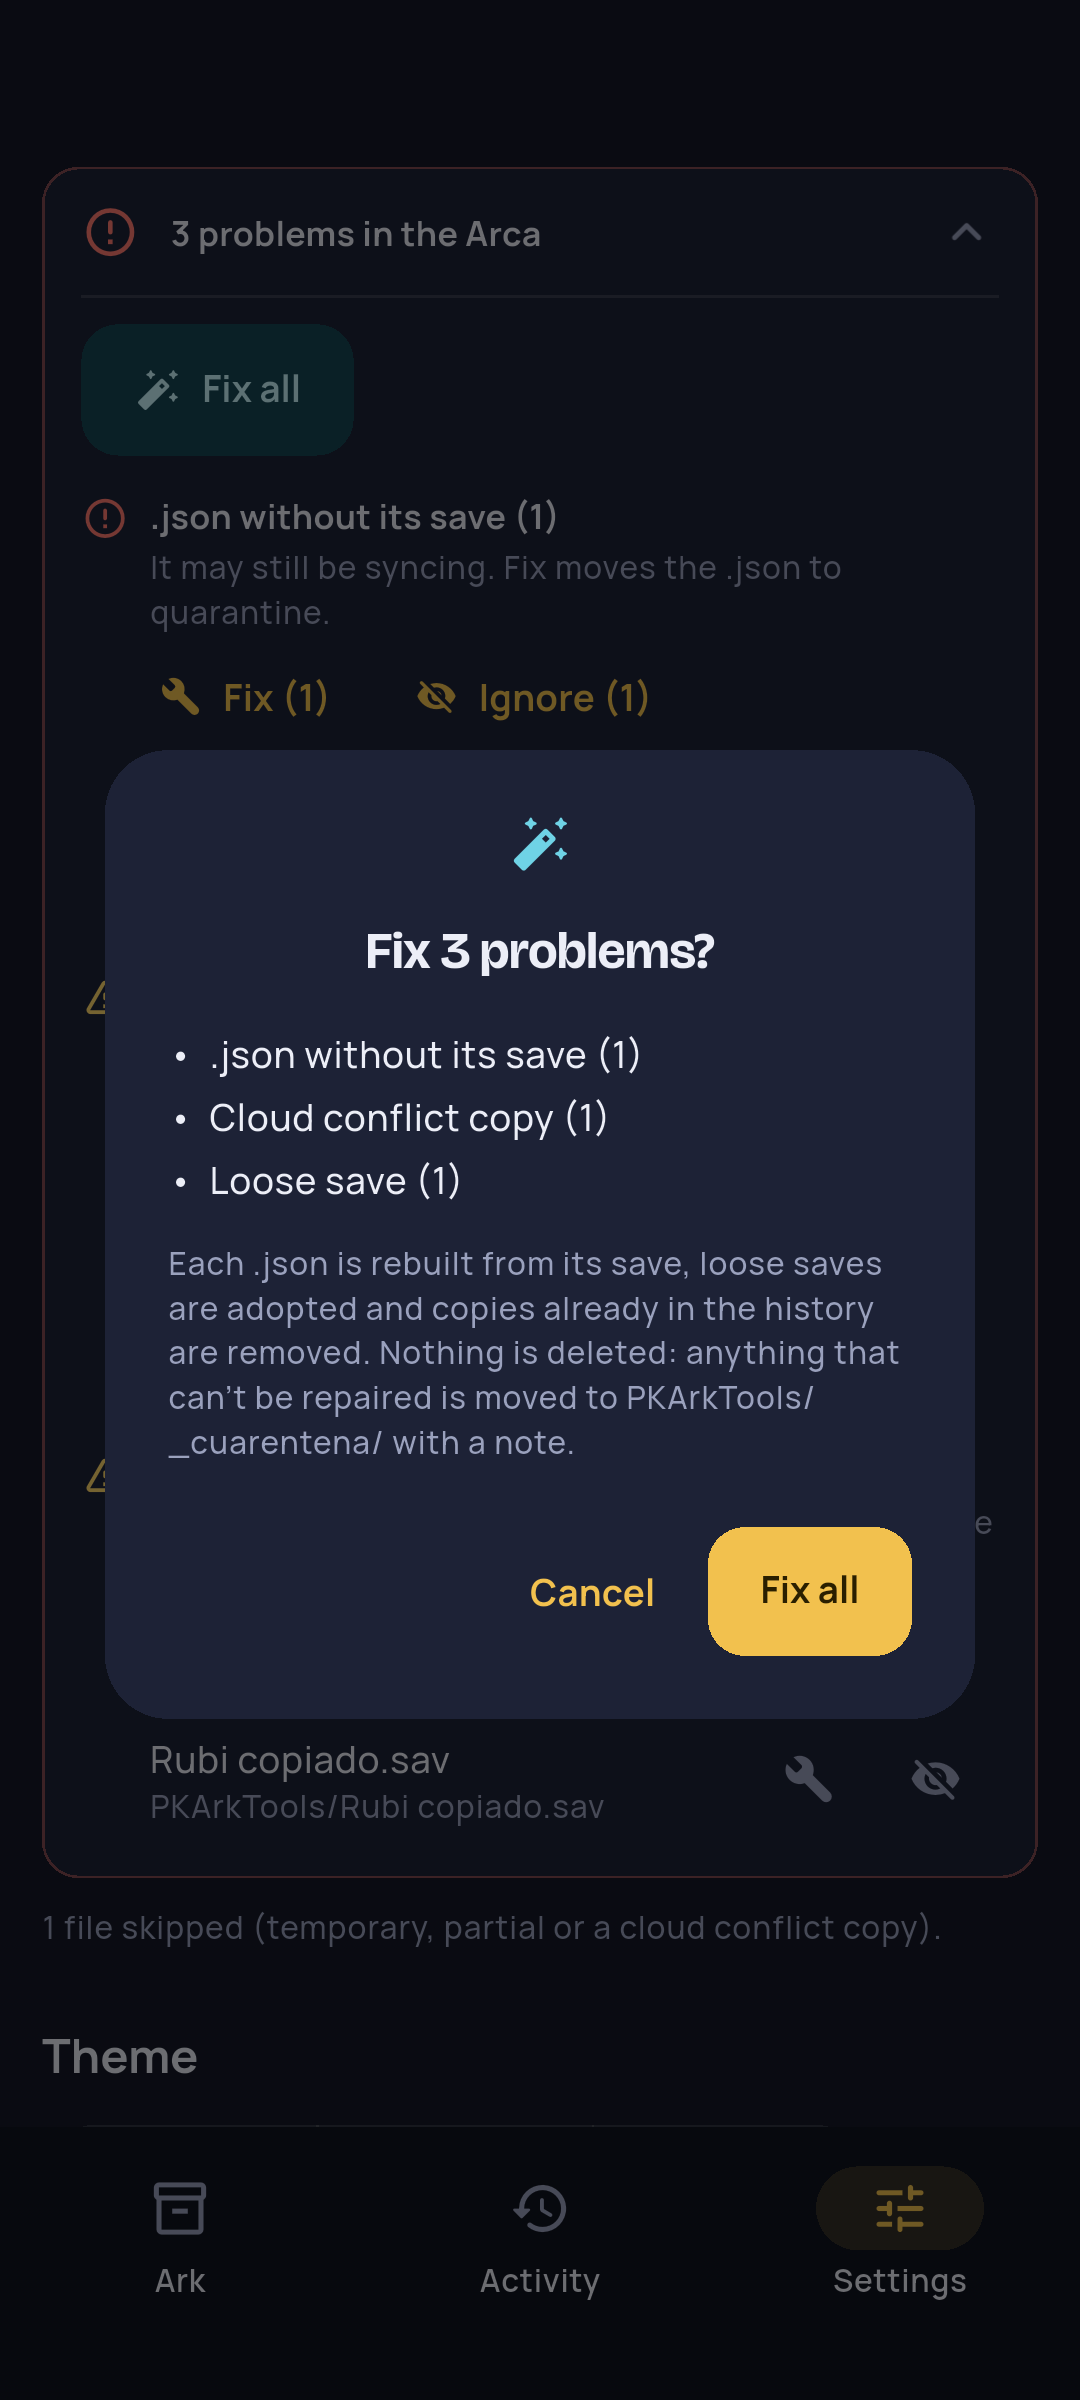 3 problems in the Arca
Fix all
.json without its save (1)
It may still be syncing. Fix moves the .json to
quarantine.
Fix (1)
Ignore (1)
Fix 3 problems?
• .json without its save (1)
• Cloud conflict copy (1)
• Loose save (1)
Each .json is rebuilt from its save, loose saves
are adopted and copies already in the history
are removed. Nothing is deleted: anything that
can't be repaired is moved to PKArkTools/
_cuarentena/ with a note.
e
Cancel
Fix all
Rubi copiado.sav
PKArkTools/Rubi copiado.sav
1 file skipped (temporary, partial or a cloud conflict copy).
Theme
Ark
Activity
Settings